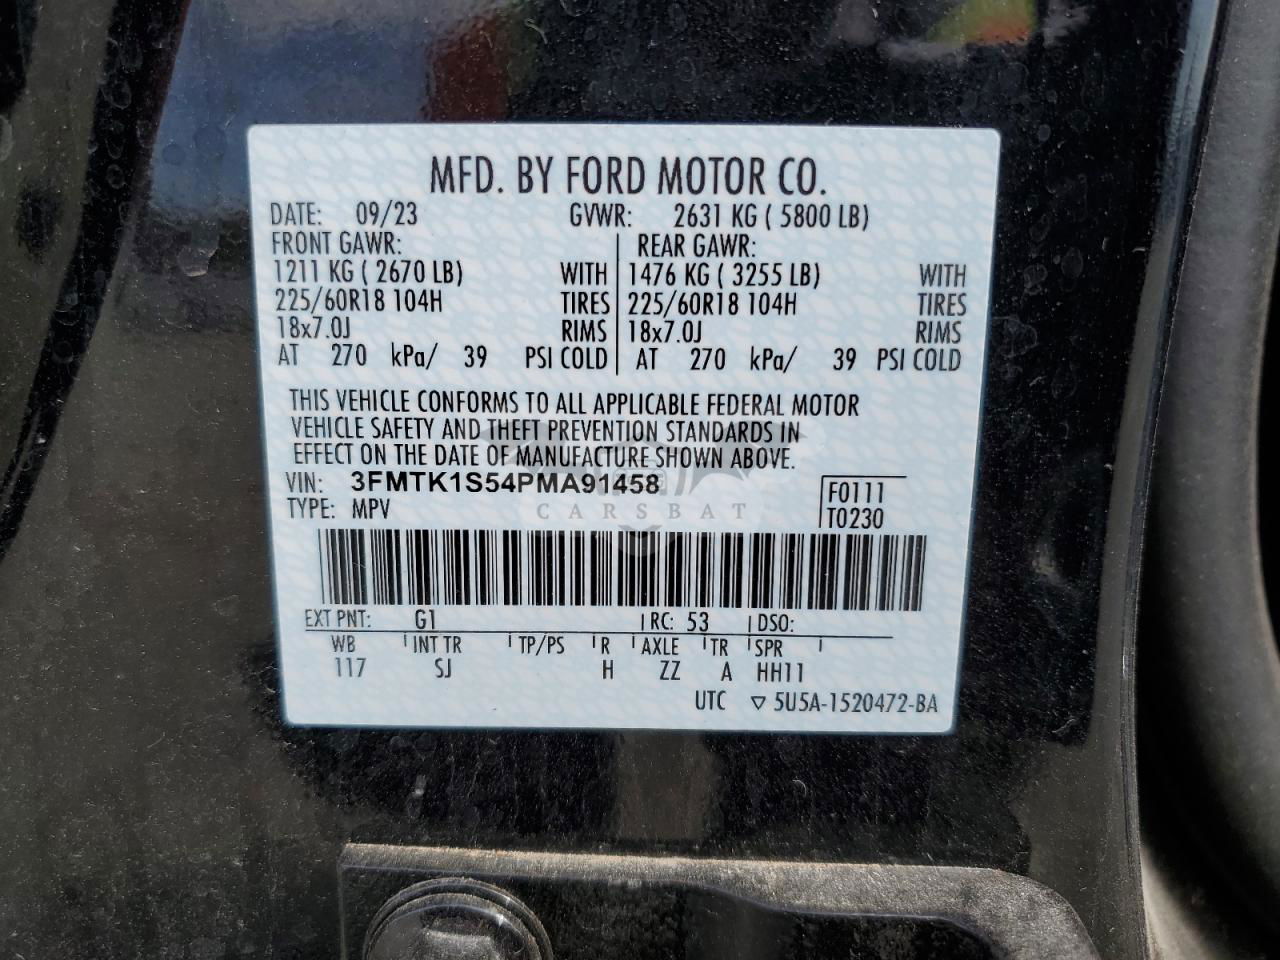 MFD. BY FORD MOTOR CO.
DATE: 09/23 GVWR: 2631 KG ( 5800 LB)
FRONT GAWR: REAR GAWR:
1211 KG ( 2670 LB) WITH 1476 KG ( 3255 LB) WITH
225/60R18 104H TIRES 225/60R18 104H TIRES
18x7.0J RIMS 18x7.0J RIMS
AT 270 kPa/ 39 PSI COLD AT 270 kPa/ 39 PSI COLD
THIS VEHICLE CONFORMS TO ALL APPLICABLE FEDERAL MOTOR
VEHICLE SAFETY AND THEFT PREVENTION STANDARDS IN
EFFECT ON THE DATE OF MANUFACTURE SHOWN ABOVE.
VIN: 3FMTK1S54PMA91458
TYPE: MPV
F0111
T0230
CARSBAT
EXT PNT: G1 RC: 53 DSO:
WB INT TR TP/PS R AXLE TR SPR
117 SJ H ZZ A HH11
UTC ▽ 5U5A-1520472-BA